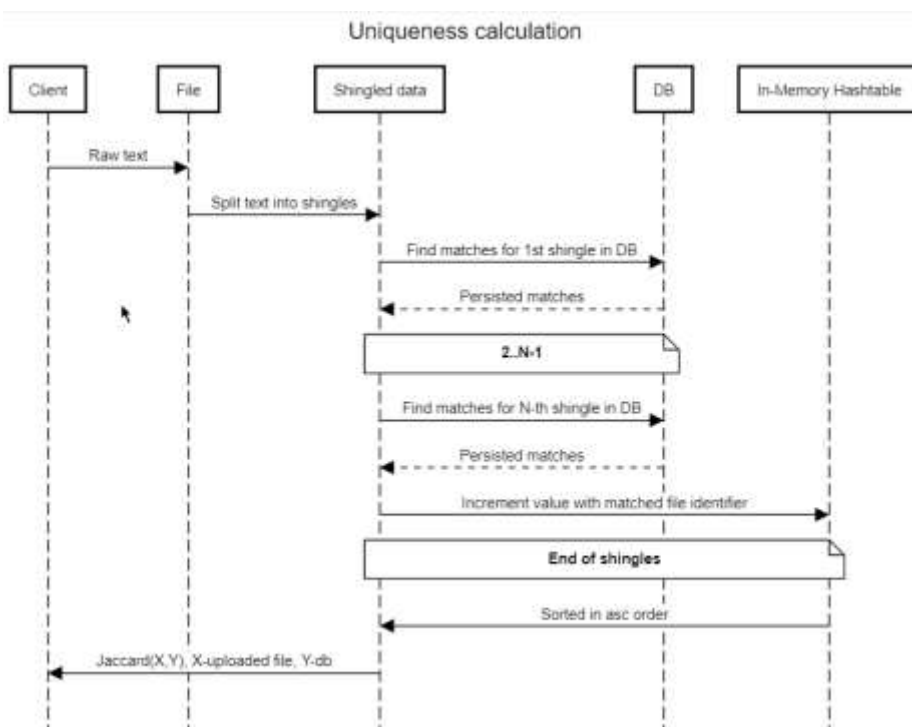 Uniqueness calculation
Client
File
Shingled data
DB
In-Memory Hashtable
Raw text
Split text into shingles
Find matches for 1st shingle in DB
Persisted matches
2..N-1
Find matches for N-th shingle in DB
Persisted matches
Increment value with matched file identifier
End of shingles
Sorted in asc order
Jaccard(X,Y), X-uploaded file, Y-db